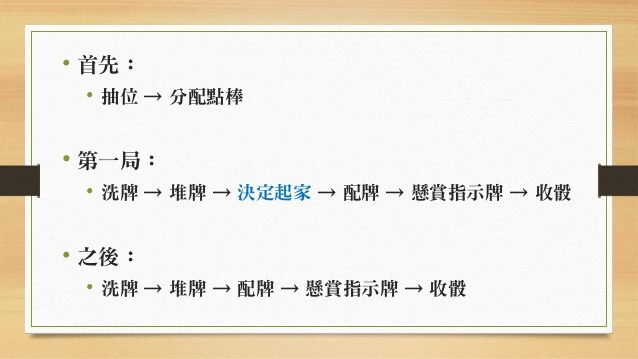 • 首先：
• 抽位 → 分配點棒
• 第一局：
• 洗牌 → 堆牌 → 決定起家 → 配牌 → 懸賞指示牌 → 收骰
• 之後：
• 洗牌 → 堆牌 → 配牌 → 懸賞指示牌 → 收骰